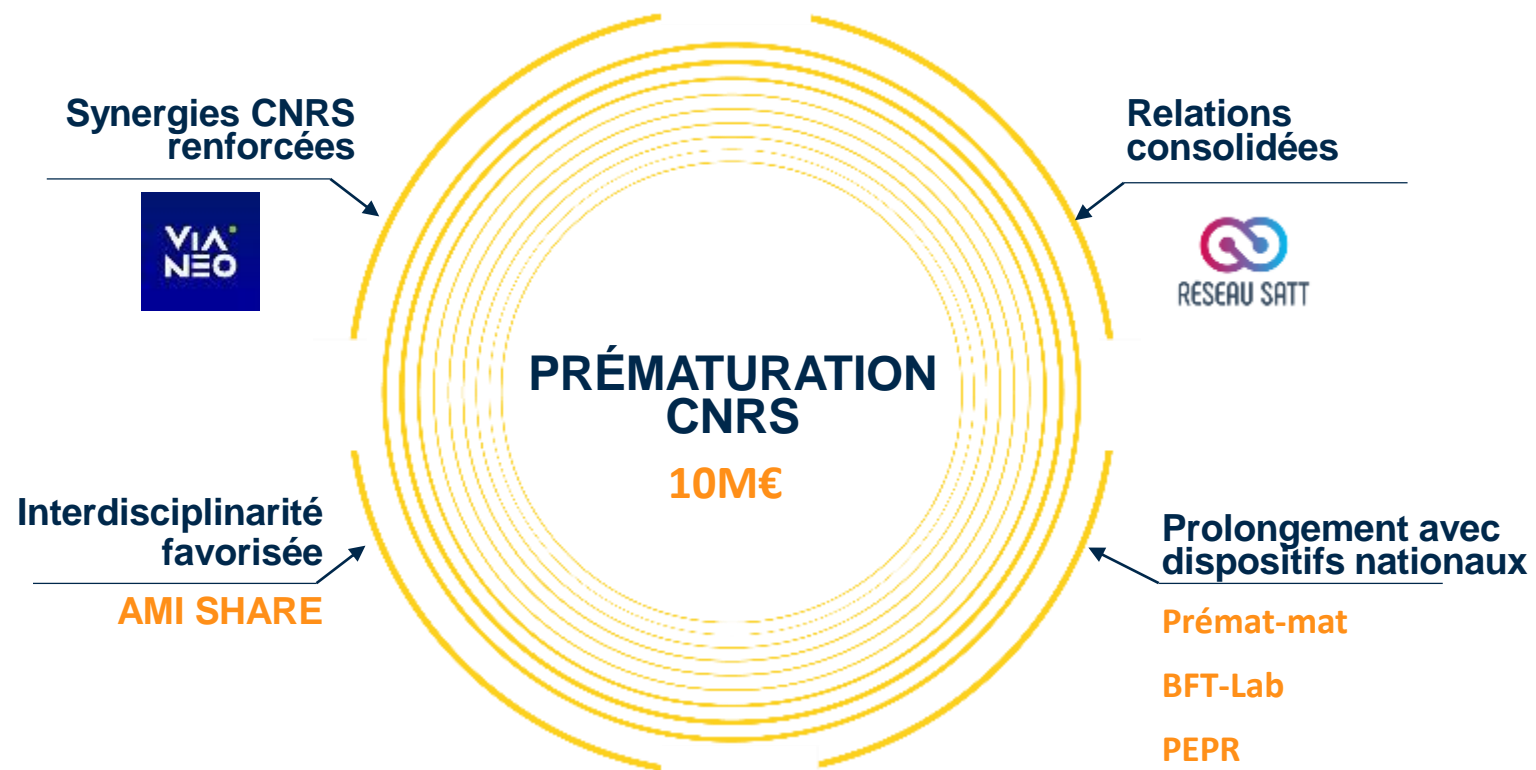 Synergies CNRS
renforcées
VIA
NEO
Relations
consolidées
RESEAU SATT
PRÉMATURATION
CNRS
10M€
Interdisciplinarité
favorisée
AMI SHARE
Prolongement avec
dispositifs nationaux
Prémat-mat
BFT-Lab
PEPR